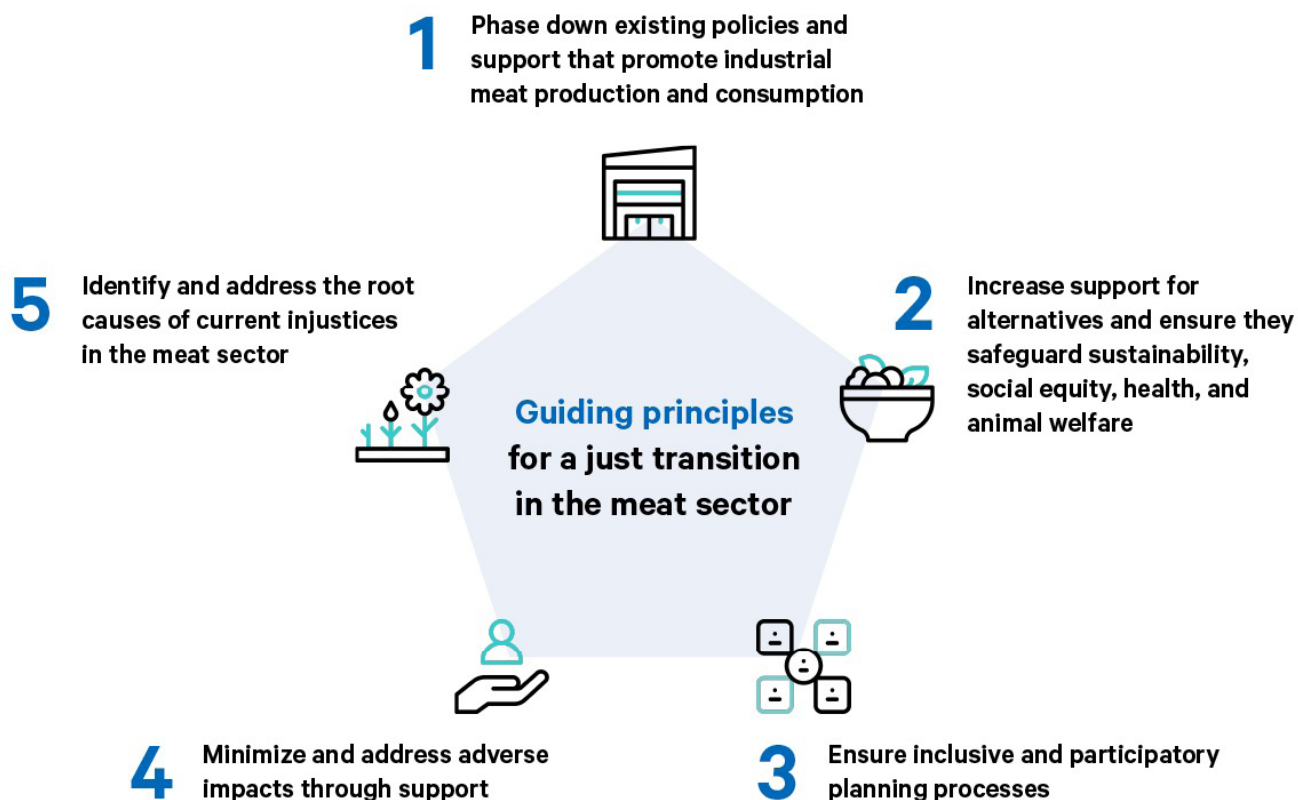 1
Phase down existing policies and
support that promote industrial
meat production and consumption
2
Increase support for
alternatives and ensure they
safeguard sustainability,
social equity, health, and
animal welfare
3
Ensure inclusive and participatory
planning processes
4
Minimize and address adverse
impacts through support
5
Identify and address the root
causes of current injustices
in the meat sector
Guiding principles
for a just transition
in the meat sector